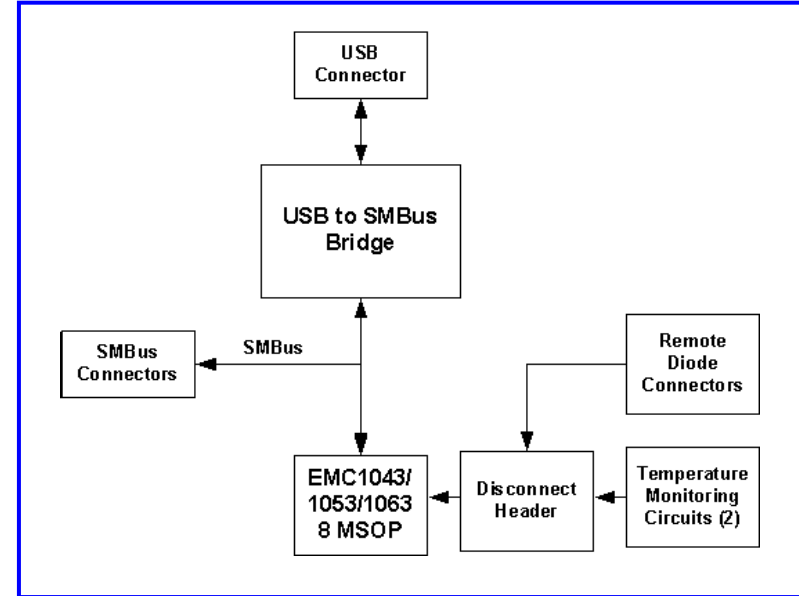 USB
Connector
USB to SMBus
Bridge
SMBus
Connectors
SMBus
Remote
Diode
Connectors
EMC1043/
1053/1063
8 MSOP
Disconnect
Header
Temperature
Monitoring
Circuits (2)